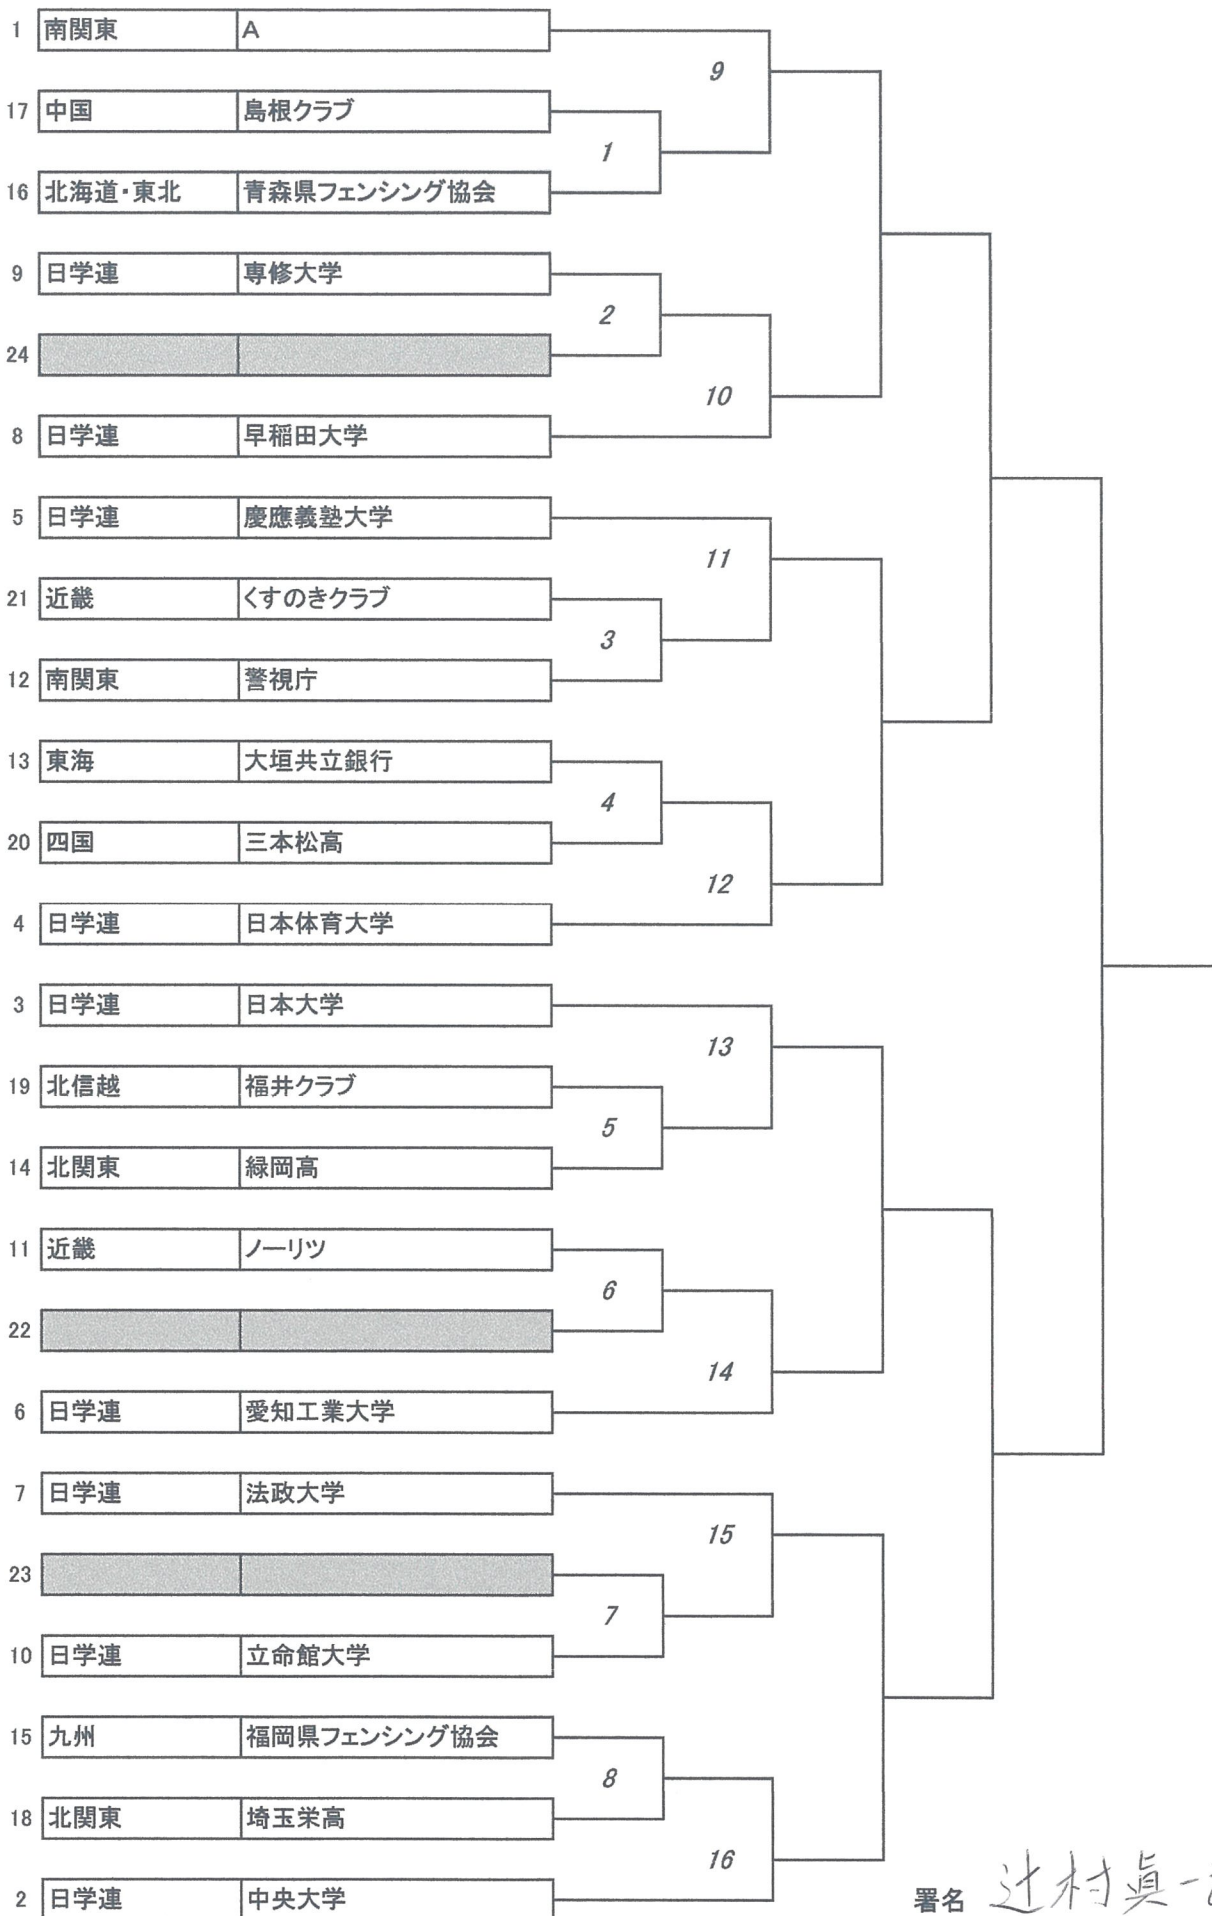 1 南関東 A
9
17 中国 島根クラブ
1
16 北海道・東北 青森県フェンシング協会
9 日学連 専修大学
2
24
10
8 日学連 早稲田大学
5 日学連 慶應義塾大学
11
21 近畿 くすのきクラブ
3
12 南関東 警視庁
13 東海 大垣共立銀行
4
20 四国 三本松高
12
4 日学連 日本体育大学
3 日学連 日本大学
13
19 北信越 福井クラブ
5
14 北関東 緑岡高
11 近畿 ノーリツ
6
22
14
6 日学連 愛知工業大学
7 日学連 法政大学
15
23
7
10 日学連 立命館大学
15 九州 福岡県フェンシング協会
8
18 北関東 埼玉栄高
16
2 日学連 中央大学
署名 辻村眞一